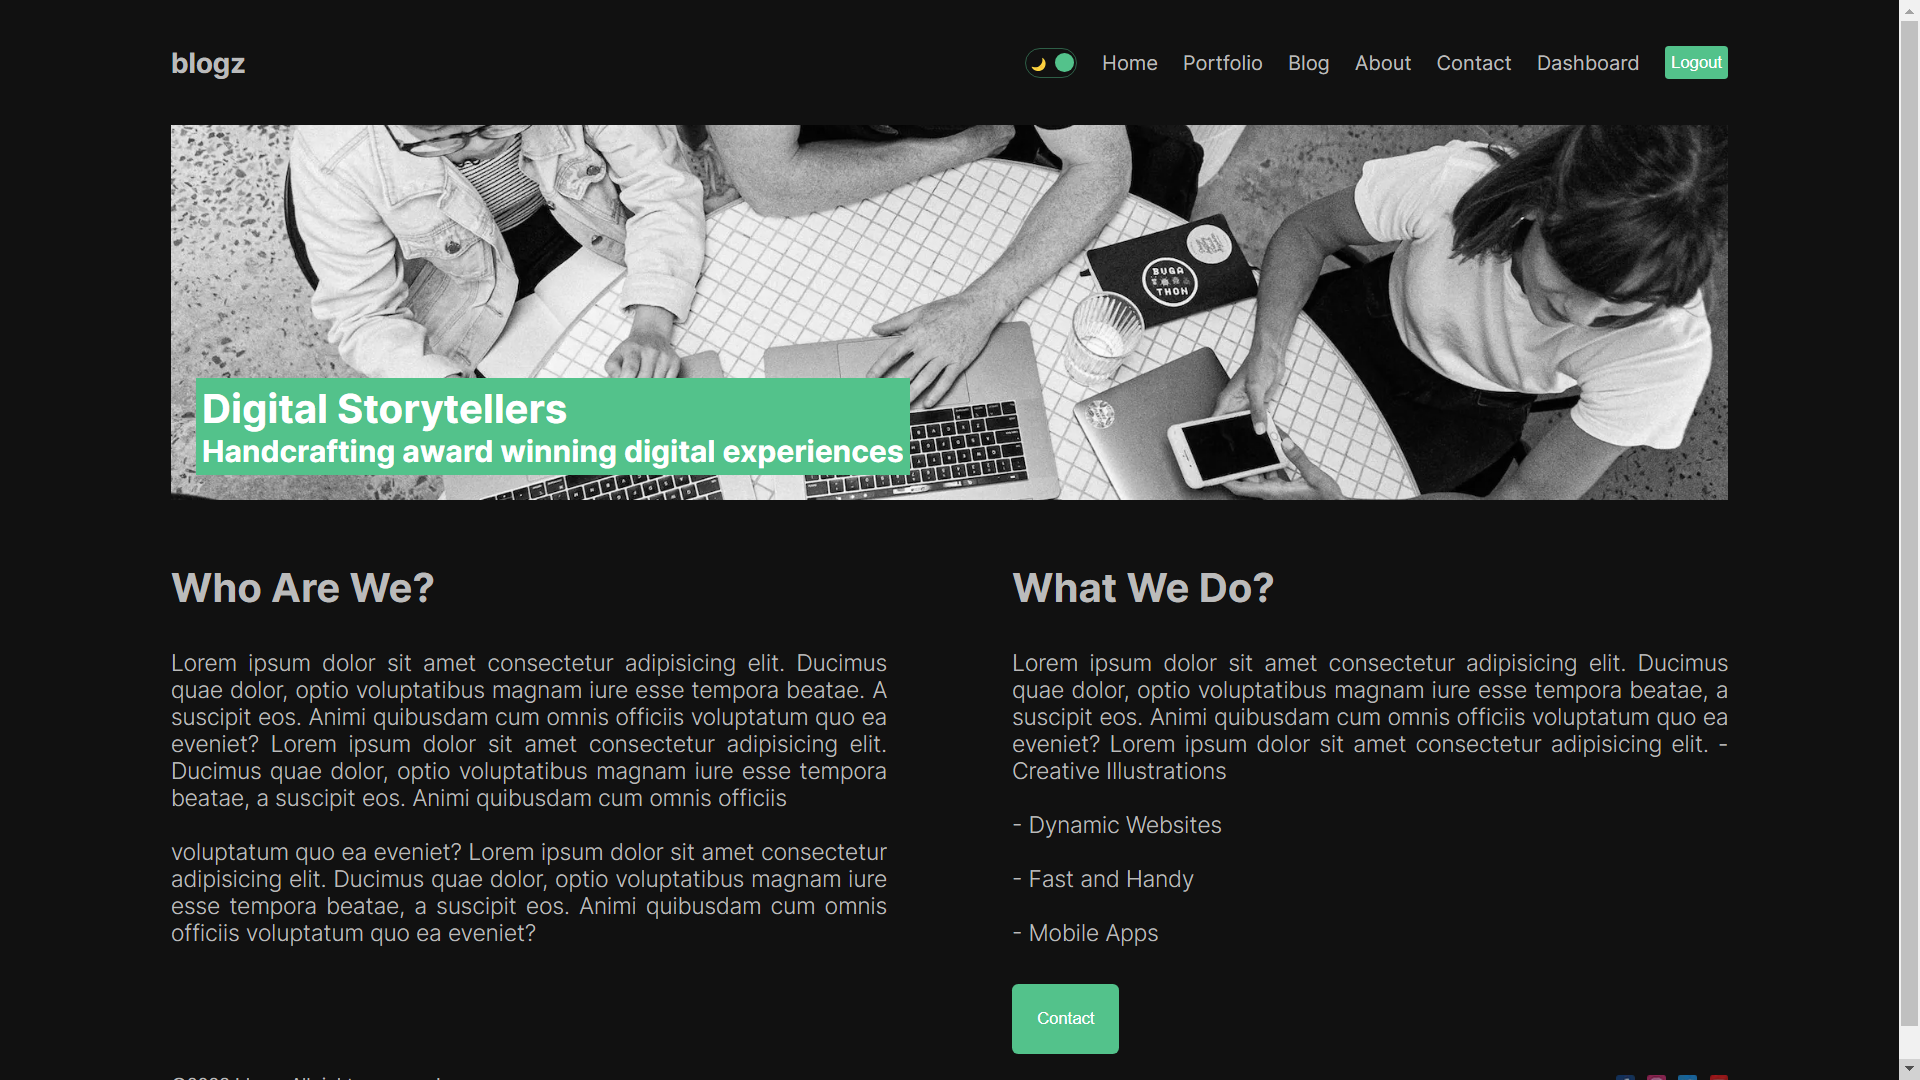 blogz
Home Portfolio Blog About Contact Dashboard Logout
BUGA
THON
Digital Storytellers
Handcrafting award winning digital experiences
Who Are We?
Lorem ipsum dolor sit amet consectetur adipisicing elit. Ducimus
quae dolor, optio voluptatibus magnam iure esse tempora beatae. A
suscipit eos. Animi quibusdam cum omnis officiis voluptatum quo ea
eveniet? Lorem ipsum dolor sit amet consectetur adipisicing elit.
Ducimus quae dolor, optio voluptatibus magnam iure esse tempora
beatae, a suscipit eos. Animi quibusdam cum omnis officiis
voluptatum quo ea eveniet? Lorem ipsum dolor sit amet consectetur
adipisicing elit. Ducimus quae dolor, optio voluptatibus magnam iure
esse tempora beatae, a suscipit eos. Animi quibusdam cum omnis
officiis voluptatum quo ea eveniet?
What We Do?
Lorem ipsum dolor sit amet consectetur adipisicing elit. Ducimus
quae dolor, optio voluptatibus magnam iure esse tempora beatae, a
suscipit eos. Animi quibusdam cum omnis officiis voluptatum quo ea
eveniet? Lorem ipsum dolor sit amet consectetur adipisicing elit. -
Creative Illustrations
- Dynamic Websites
- Fast and Handy
- Mobile Apps
Contact